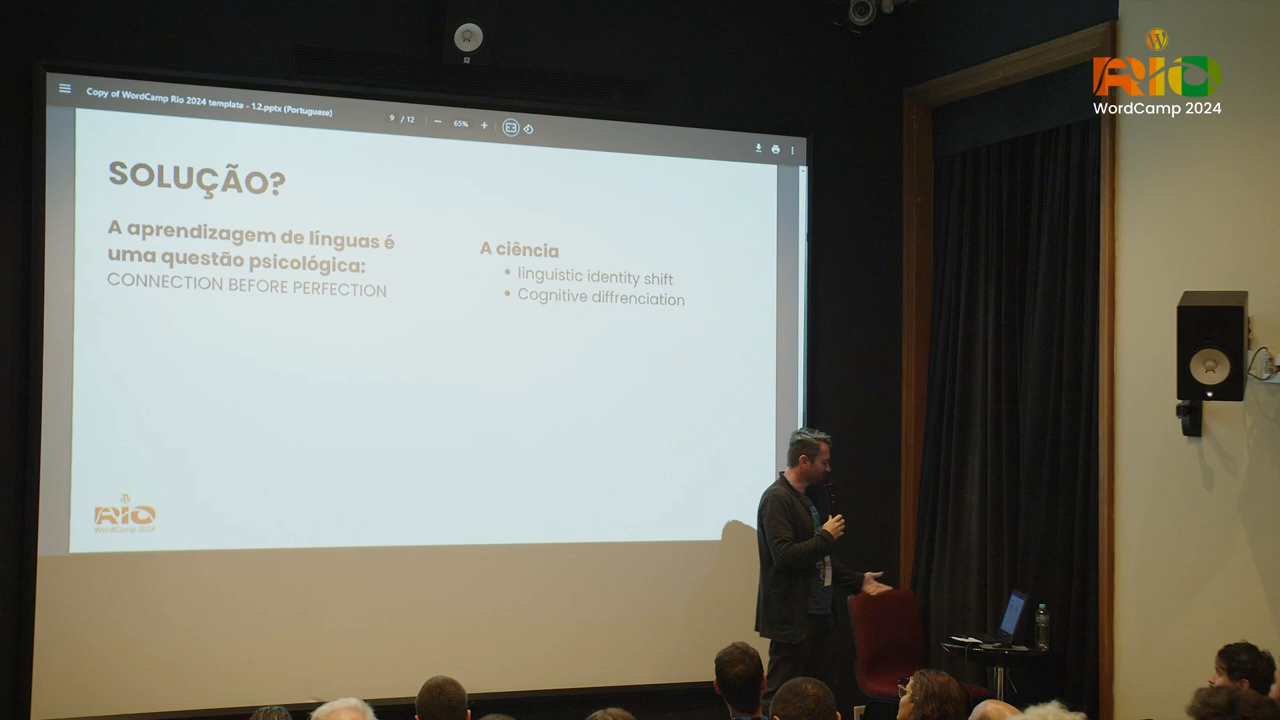 Copy of WordCamp Rio 2024 template - 1.2.pptx (Portuguese)
9 / 12
65%
SOLUÇÃO?
A aprendizagem de línguas é
uma questão psicológica:
CONNECTION BEFORE PERFECTION
A ciência
• linguistic identity shift
• Cognitive diffrenciation
RIO
WordCamp 2024
RIO
WordCamp 2024